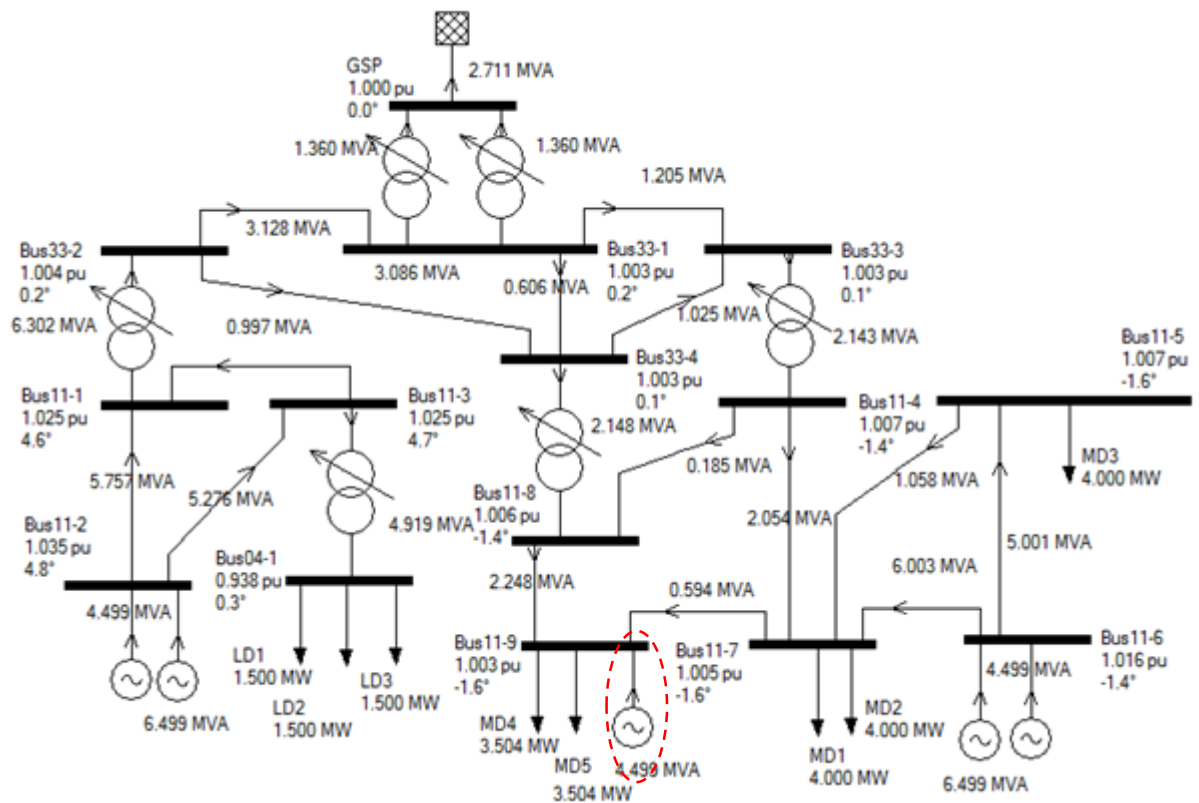 GSP
1.000 pu
0.0°
2.711 MVA
1.360 MVA
1.360 MVA
1.205 MVA
3.128 MVA
Bus33-2
1.004 pu
0.2°
6.302 MVA
3.086 MVA
0.606 MVA
Bus33-1
1.003 pu
0.2°
Bus33-3
1.003 pu
0.1°
0.997 MVA
1.025 MVA
2.143 MVA
Bus33-4
1.003 pu
0.1°
Bus11-5
1.007 pu
-1.6°
Bus11-1
1.025 pu
4.6°
Bus11-3
1.025 pu
4.7°
2.148 MVA
Bus11-4
1.007 pu
-1.4°
0.185 MVA
MD3
4.000 MW
1.058 MVA
5.757 MVA
5.276 MVA
4.919 MVA
Bus11-8
1.006 pu
-1.4°
2.054 MVA
5.001 MVA
Bus11-2
1.035 pu
4.8°
Bus04-1
0.938 pu
0.3°
2.248 MVA
6.003 MVA
0.594 MVA
4.499 MVA
LD1
1.500 MW
LD2
1.500 MW
LD3
1.500 MW
6.499 MVA
Bus11-9
1.003 pu
-1.6°
Bus11-7
1.005 pu
-1.6°
Bus11-6
1.016 pu
-1.4°
4.499 MVA
MD4
3.504 MW
MD5
3.504 MW
4.499 MVA
MD2
4.000 MW
MD1
4.000 MW
6.499 MVA